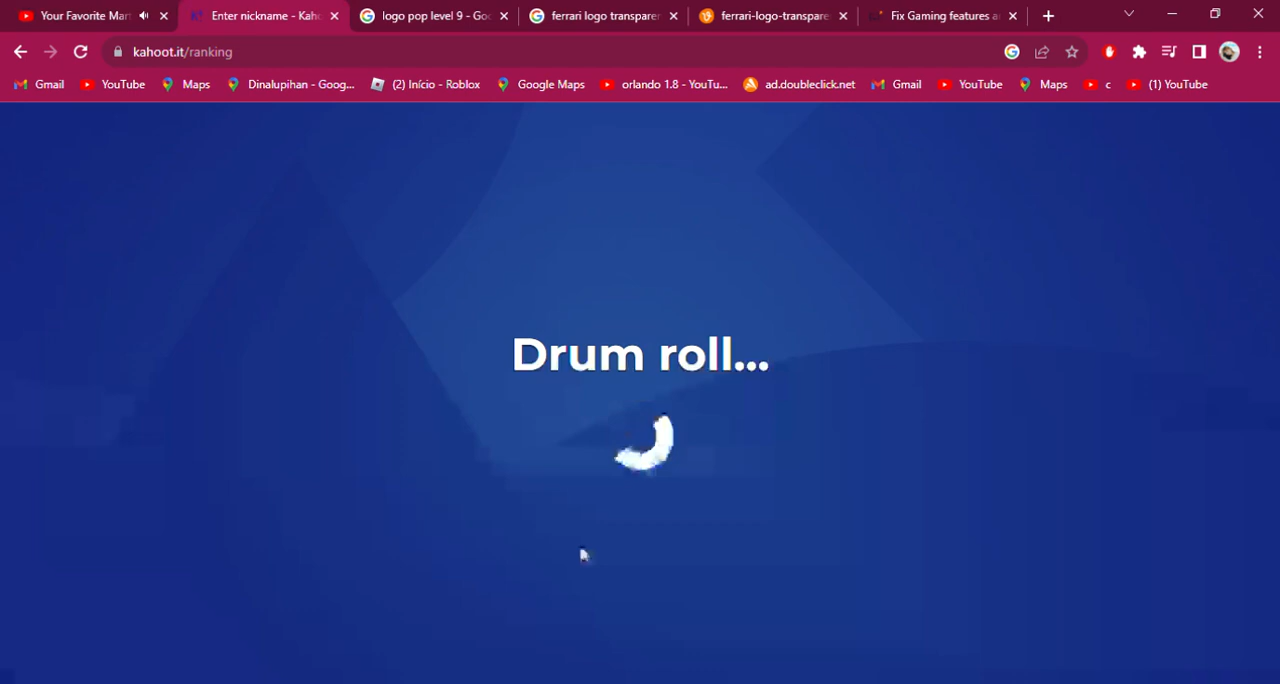 Your Favorite Mar
Enter nickname - Kaho
logo pop level 9 - Goo
ferrari logo transparen
ferrari-logo-transpare
Fix Gaming features a
kahoot.it/ranking
Gmail
YouTube
Maps
Dinalupihan - Goog...
(2) Início - Roblox
Google Maps
orlando 1.8 - YouTu...
ad.doubleclick.net
Gmail
YouTube
Maps
c
(1) YouTube
Drum roll...